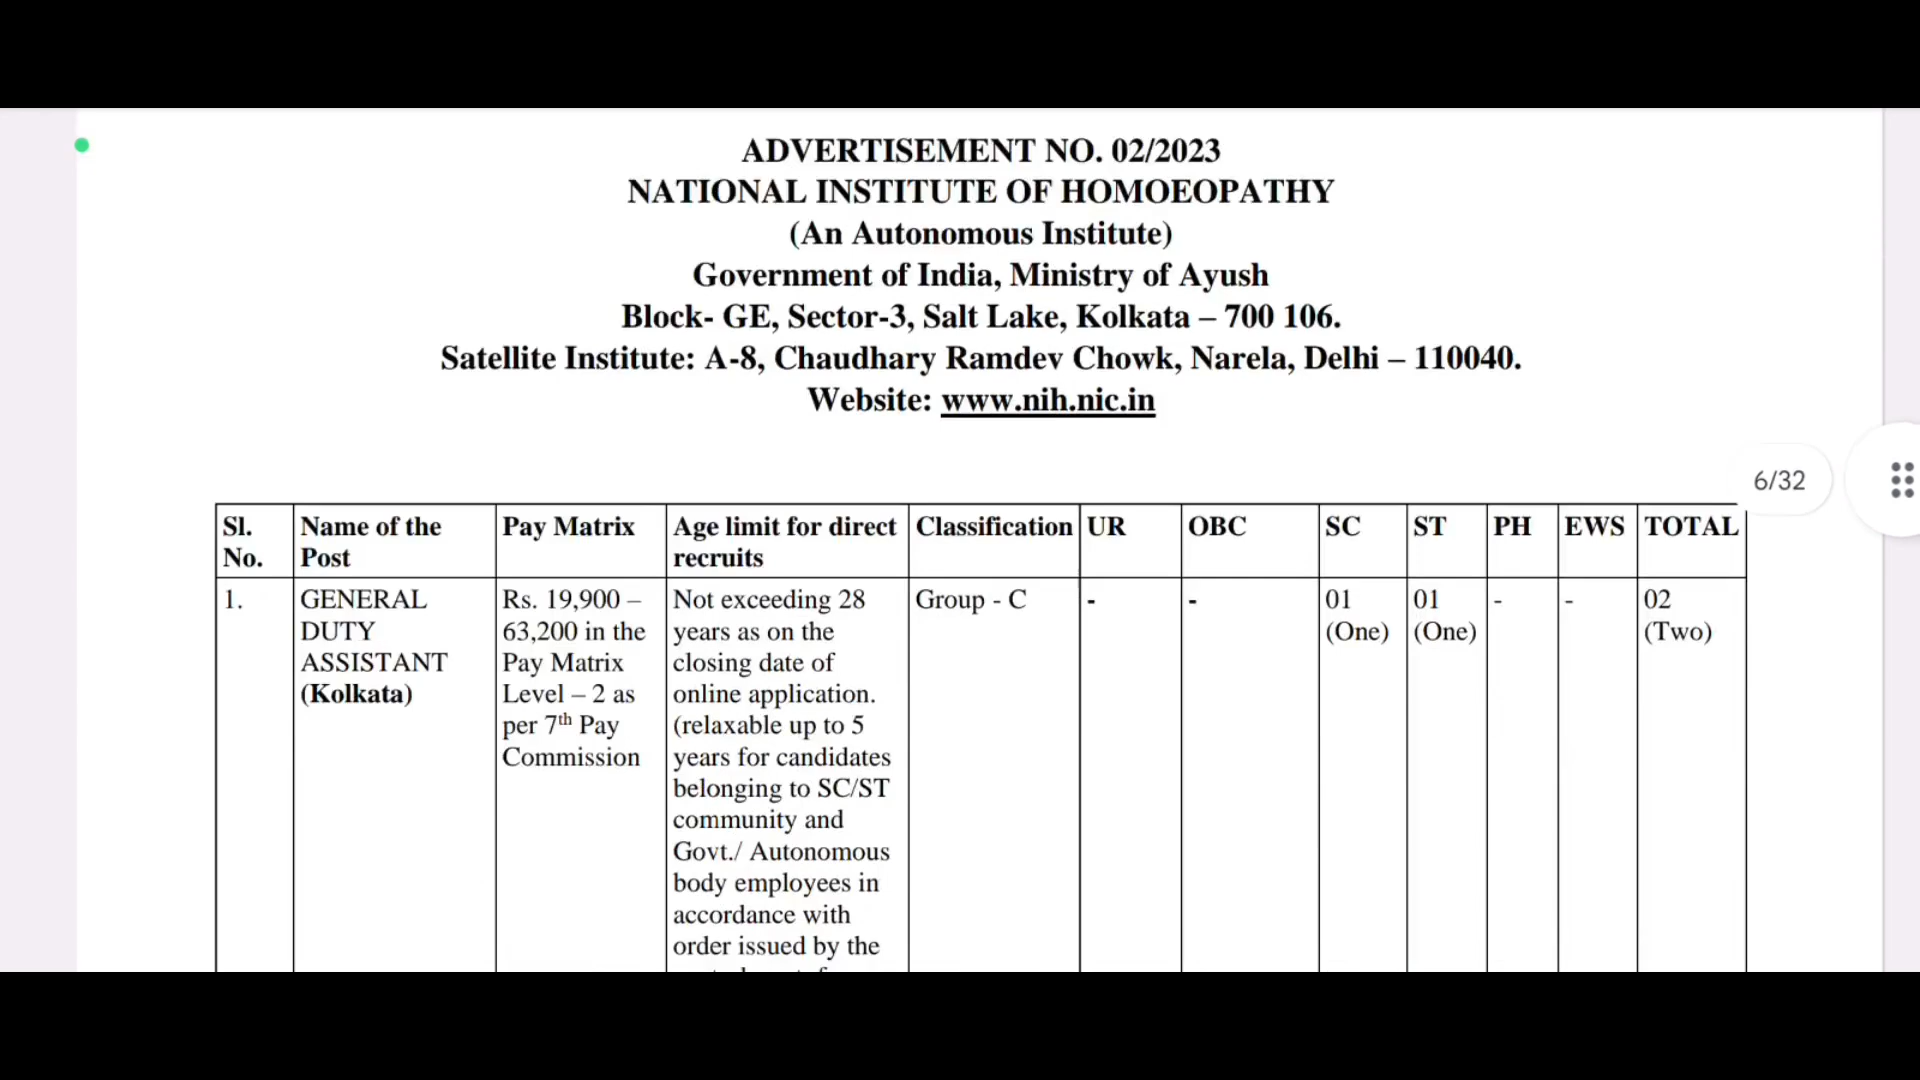 ADVERTISEMENT NO. 02/2023
NATIONAL INSTITUTE OF HOMOEOPATHY
(An Autonomous Institute)
Government of India, Ministry of Ayush
Block- GE, Sector-3, Salt Lake, Kolkata – 700 106.
Satellite Institute: A-8, Chaudhary Ramdev Chowk, Narela, Delhi – 110040.
Website: www.nih.nic.in
6/32
Sl. No.
Name of the Post
Pay Matrix
Age limit for direct recruits
Classification
UR
OBC
SC
ST
PH
EWS
TOTAL
1.
GENERAL
DUTY
ASSISTANT
(Kolkata)
Rs. 19,900 –
63,200 in the
Pay Matrix
Level – 2 as
per 7th Pay
Commission
Not exceeding 28
years as on the
closing date of
online application.
(relaxable up to 5
years for candidates
belonging to SC/ST
community and
Govt./ Autonomous
body employees in
accordance with
order issued by the
Group - C
-
-
01
(One)
01
(One)
-
-
02
(Two)